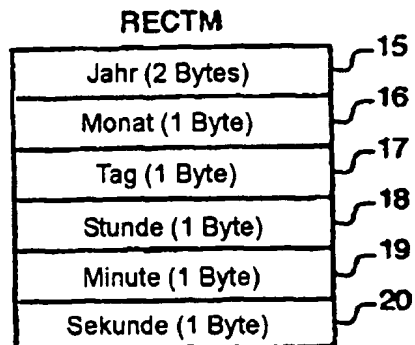 RECTM
Jahr (2 Bytes) 15
Monat (1 Byte) 16
Tag (1 Byte) 17
Stunde (1 Byte) 18
Minute (1 Byte) 19
Sekunde (1 Byte) 20